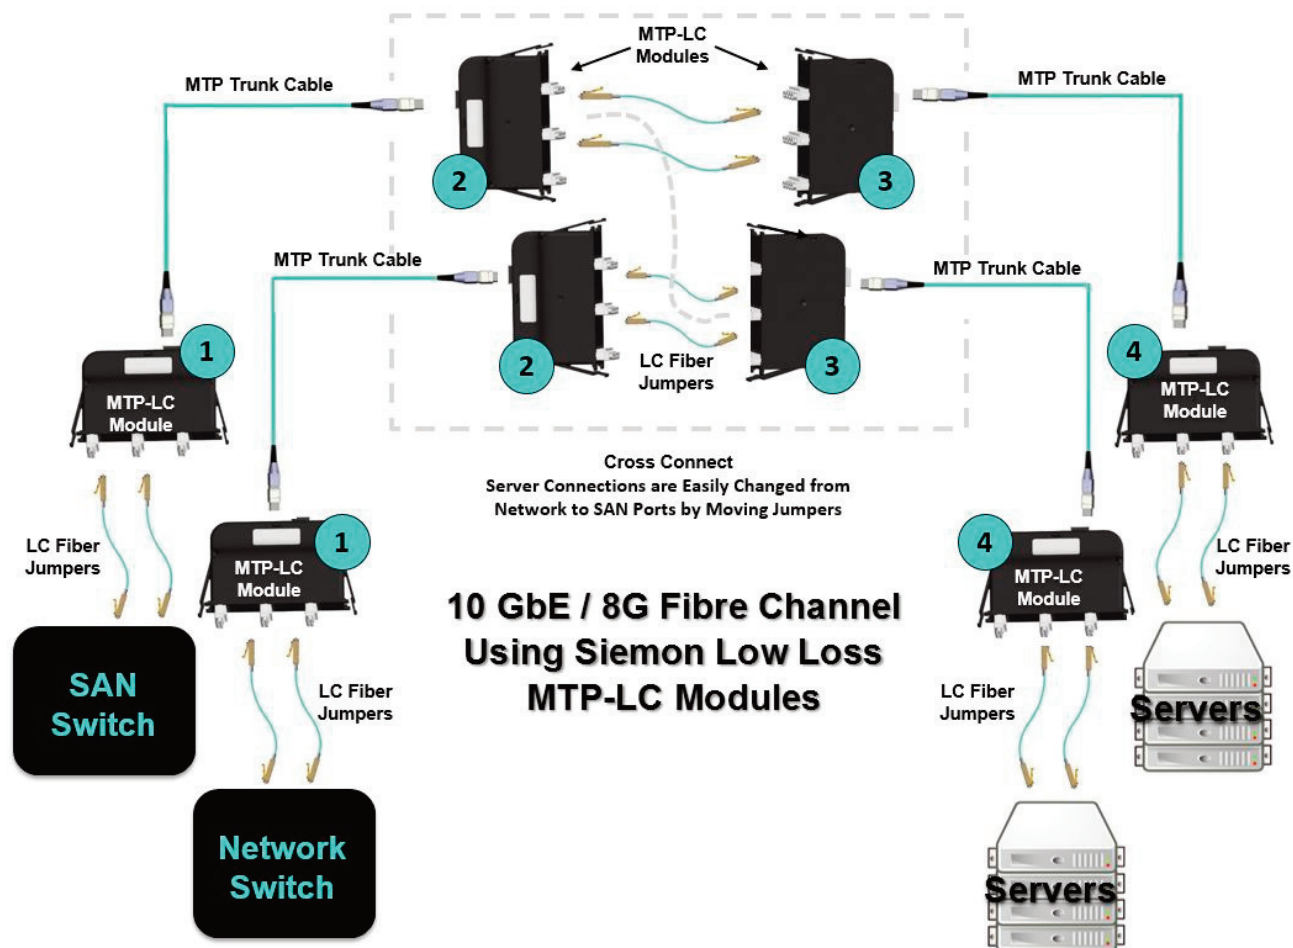 MTP-LC
Modules
MTP Trunk Cable
MTP Trunk Cable
2
3
MTP Trunk Cable
MTP Trunk Cable
1
2
LC Fiber
Jumpers
3
4
MTP-LC
Module
MTP-LC
Module
Cross Connect
Server Connections are Easily Changed from
Network to SAN Ports by Moving Jumpers
LC Fiber
Jumpers
1
MTP-LC
Module
4
MTP-LC
Module
LC Fiber
Jumpers
10 GbE / 8G Fibre Channel
Using Siemon Low Loss
MTP-LC Modules
SAN
Switch
LC Fiber
Jumpers
LC Fiber
Jumpers
Servers
Network
Switch
Servers